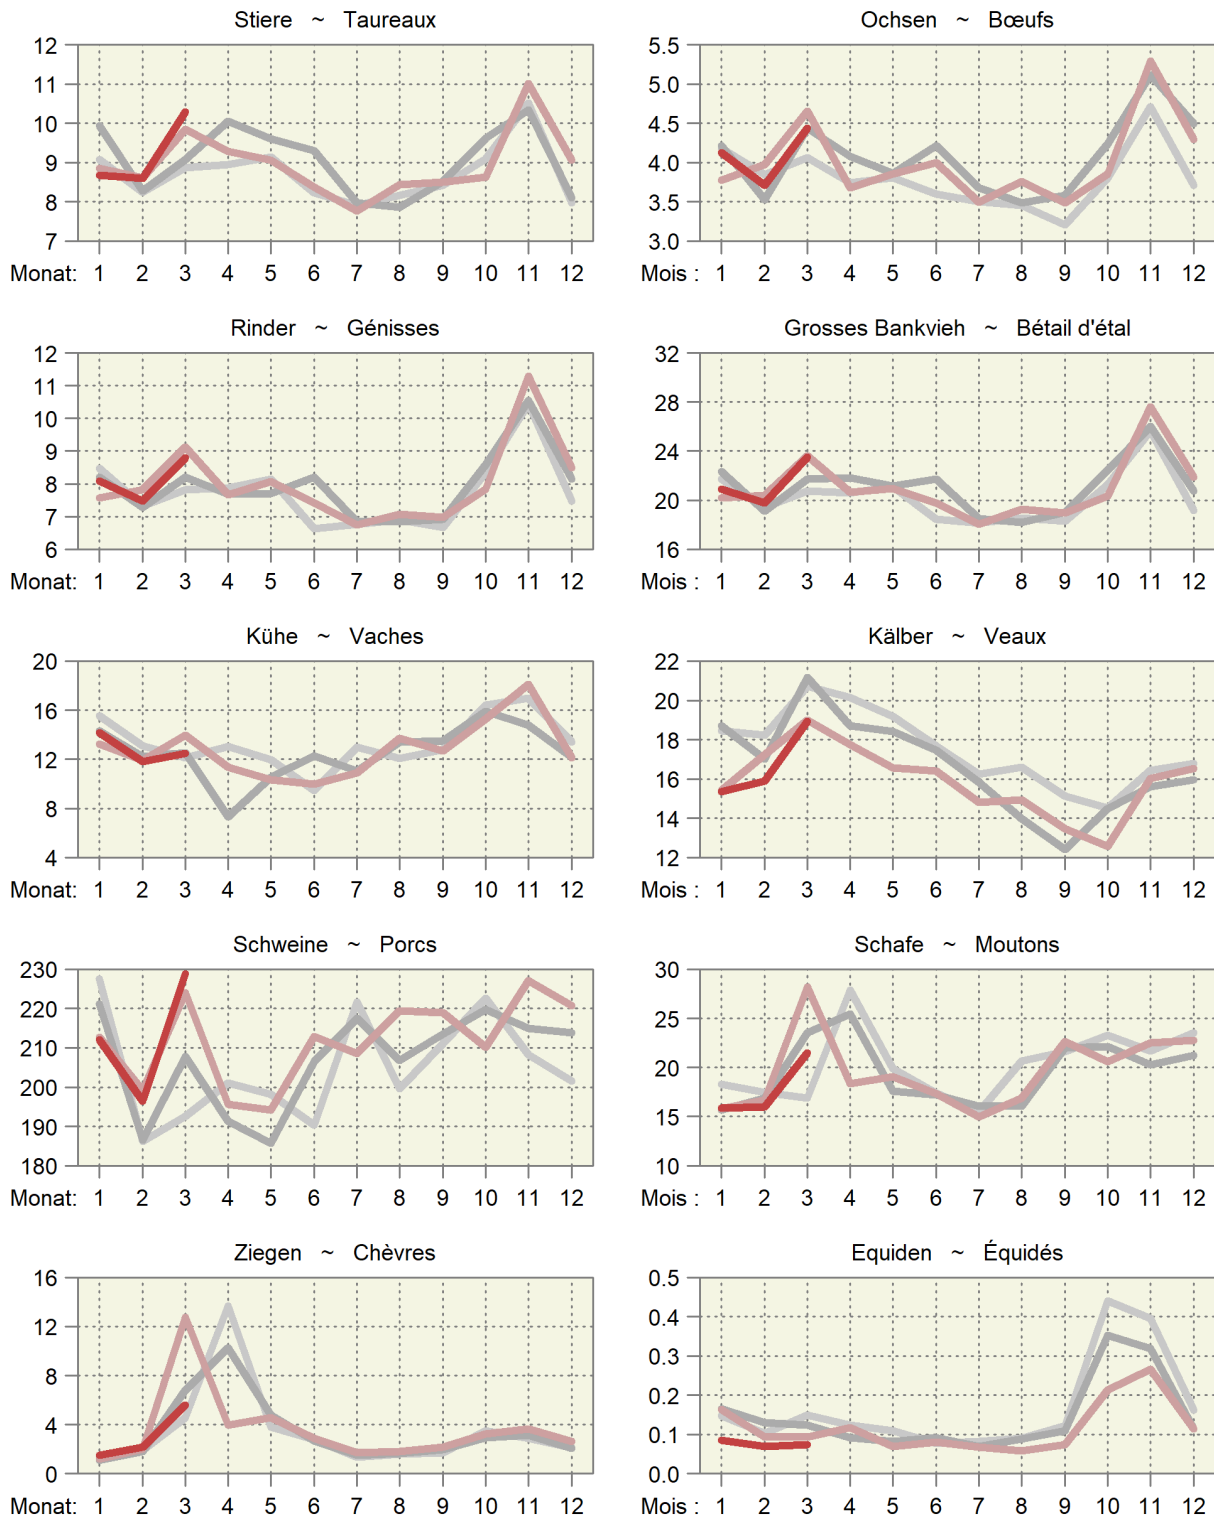 Stiere ~ Taureaux
12
11
10
9
8
7
Monat: 1 2 3 4 5 6 7 8 9 10 11 12
Ochsen ~ Bœufs
5.5
5.0
4.5
4.0
3.5
3.0
Mois : 1 2 3 4 5 6 7 8 9 10 11 12
Rinder ~ Génisses
12
11
10
9
8
7
6
Monat: 1 2 3 4 5 6 7 8 9 10 11 12
Grosses Bankvieh ~ Bétail d'étal
32
28
24
20
16
Mois : 1 2 3 4 5 6 7 8 9 10 11 12
Kühe ~ Vaches
20
16
12
8
4
Monat: 1 2 3 4 5 6 7 8 9 10 11 12
Kälber ~ Veaux
22
20
18
16
14
12
Mois : 1 2 3 4 5 6 7 8 9 10 11 12
Schweine ~ Porcs
230
220
210
200
190
180
Monat: 1 2 3 4 5 6 7 8 9 10 11 12
Schafe ~ Moutons
30
25
20
15
10
Mois : 1 2 3 4 5 6 7 8 9 10 11 12
Ziegen ~ Chèvres
16
12
8
4
0
Monat: 1 2 3 4 5 6 7 8 9 10 11 12
Equiden ~ Équidés
0.5
0.4
0.3
0.2
0.1
0.0
Mois : 1 2 3 4 5 6 7 8 9 10 11 12